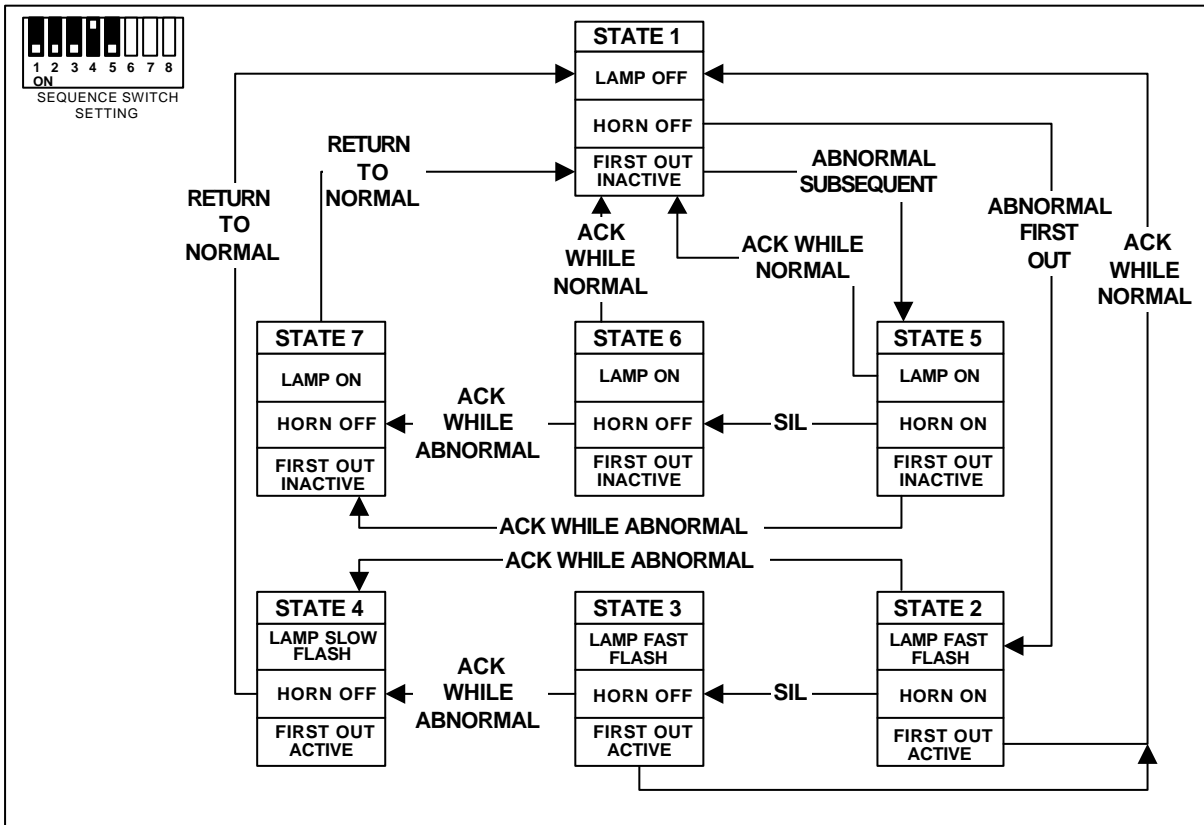 1 2 3 4 5 6 7 8
ON
SEQUENCE SWITCH
SETTING
STATE 1
LAMP OFF
HORN OFF
FIRST OUT
INACTIVE
RETURN
TO
NORMAL
RETURN
TO
NORMAL
ABNORMAL
SUBSEQUENT
ABNORMAL
FIRST
OUT
ACK
WHILE
NORMAL
ACK
WHILE
NORMAL
ACK WHILE
NORMAL
STATE 7
LAMP ON
HORN OFF
FIRST OUT
INACTIVE
ACK
WHILE
ABNORMAL
STATE 6
LAMP ON
HORN OFF
FIRST OUT
INACTIVE
SIL
STATE 5
LAMP ON
HORN ON
FIRST OUT
INACTIVE
ACK WHILE ABNORMAL
ACK WHILE ABNORMAL
STATE 4
LAMP SLOW
FLASH
HORN OFF
FIRST OUT
ACTIVE
ACK
WHILE
ABNORMAL
STATE 3
LAMP FAST
FLASH
HORN OFF
FIRST OUT
ACTIVE
SIL
STATE 2
LAMP FAST
FLASH
HORN ON
FIRST OUT
ACTIVE